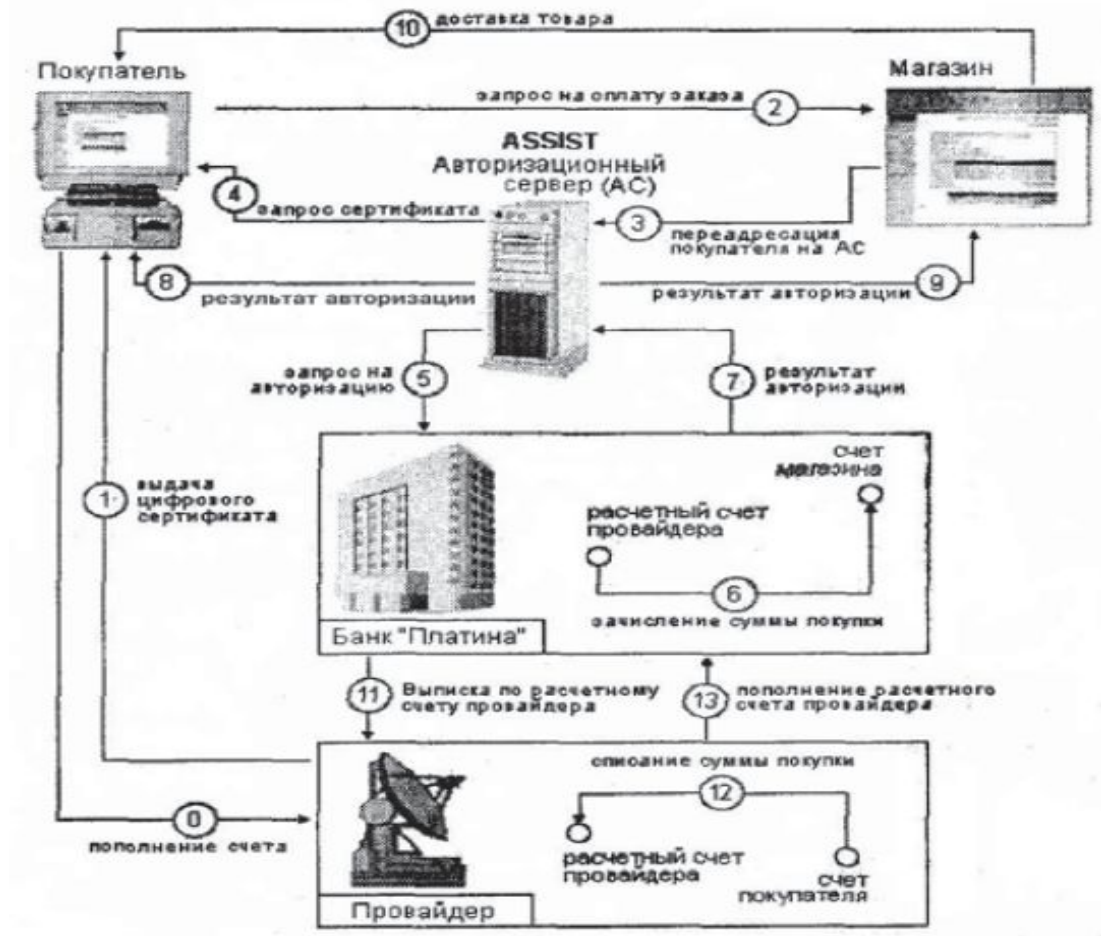 10
доставка товара
Покупатель
Магазин
запрос на оплату заказа
2
ASSIST
Авторизационный
сервер (АС)
4
запрос сертификата
3
переадресация
покупателя на АС
8
результат авторизации
результат авторизации
9
запрос на
авторизацию
5
7
результат
авторизации
1
выдача
цифрового
сертификата
счет
магазина
расчетный счет
провайдера
6
зачисление суммы покупки
Банк "Платина"
11
Выписка по расчетному
счету провайдера
13
пополнение расчетного
счета провайдера
списание суммы покупки
12
0
пополнение счета
расчетный счет
провайдера
счет
покупателя
Провайдер